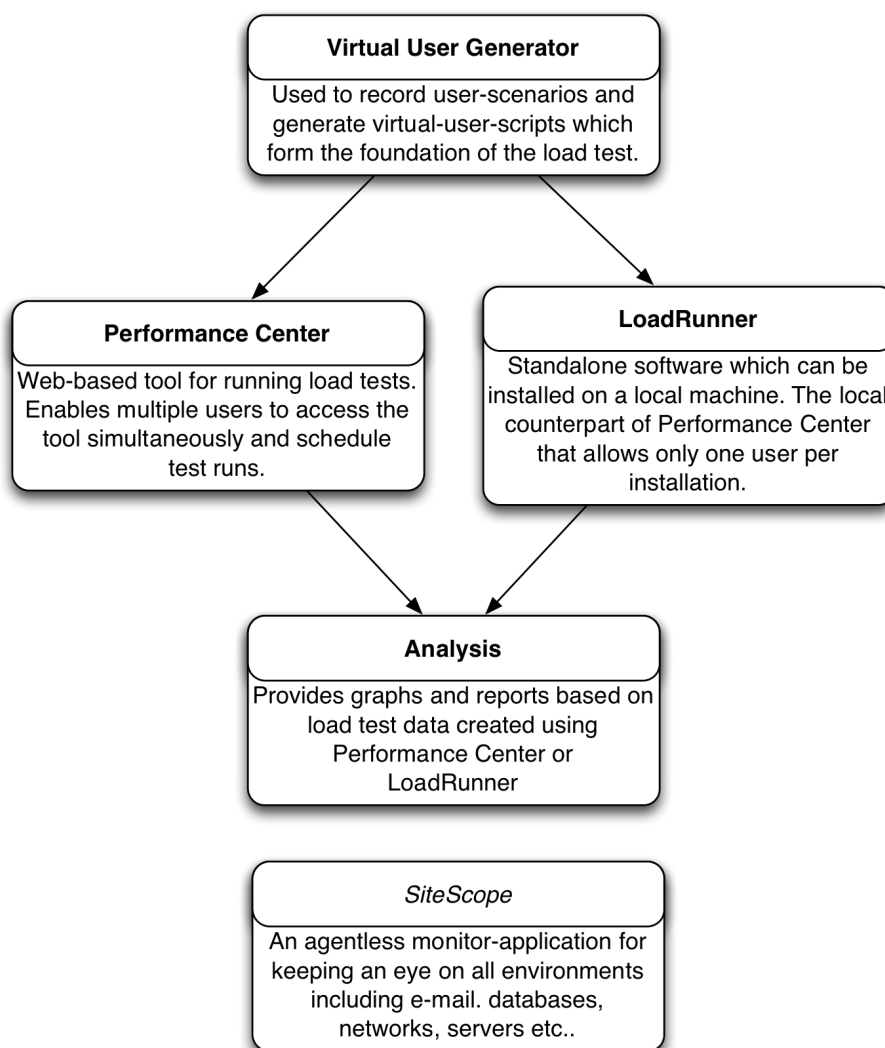 Virtual User Generator
Used to record user-scenarios and
generate virtual-user-scripts which
form the foundation of the load test.
Performance Center
Web-based tool for running load tests.
Enables multiple users to access the
tool simultaneously and schedule
test runs.
LoadRunner
Standalone software which can be
installed on a local machine. The local
counterpart of Performance Center
that allows only one user per
installation.
Analysis
Provides graphs and reports based on
load test data created using
Performance Center or
LoadRunner
SiteScope
An agentless monitor-application for
keeping an eye on all environments
including e-mail. databases,
networks, servers etc..